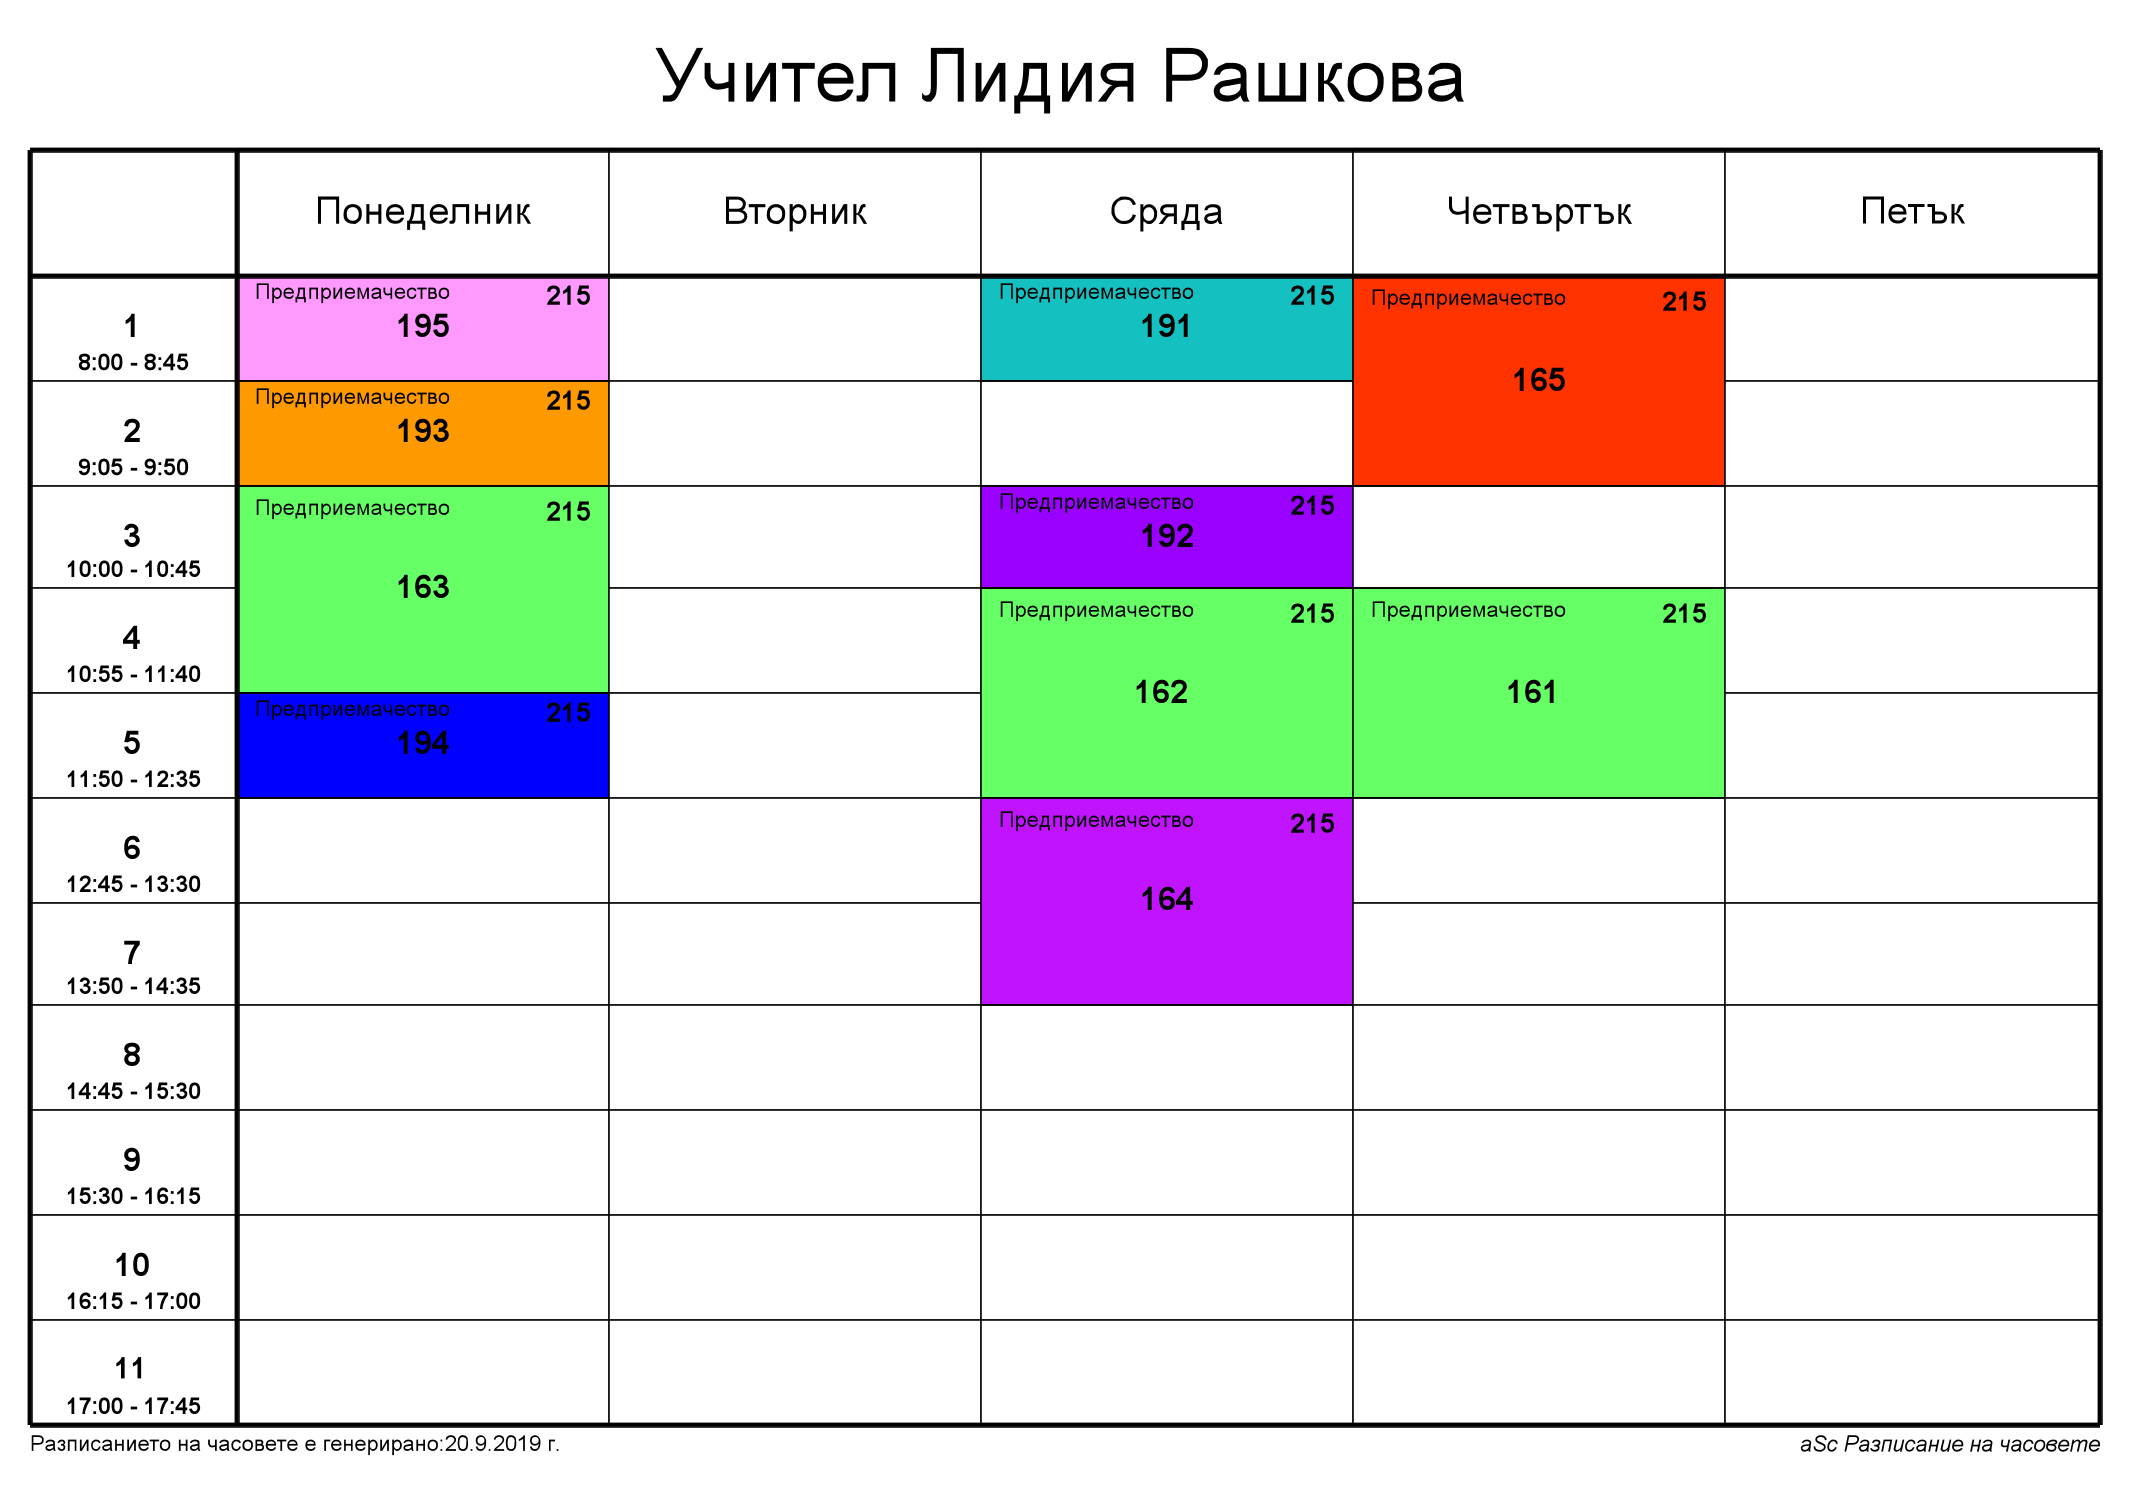 Учител Лидия Рашкова
Понеделник Вторник Сряда Четвъртък Петък
1
8:00 - 8:45
Предприемачество 215
195
Предприемачество 215
191
Предприемачество 215
165
2
9:05 - 9:50
Предприемачество 215
193
3
10:00 - 10:45
Предприемачество 215
163
Предприемачество 215
192
4
10:55 - 11:40
Предприемачество 215
162
Предприемачество 215
161
5
11:50 - 12:35
Предприемачество 215
194
6
12:45 - 13:30
Предприемачество 215
164
7
13:50 - 14:35
8
14:45 - 15:30
9
15:30 - 16:15
10
16:15 - 17:00
11
17:00 - 17:45
Разписанието на часовете е генерирано:20.9.2019 г.
aSc Разписание на часовете